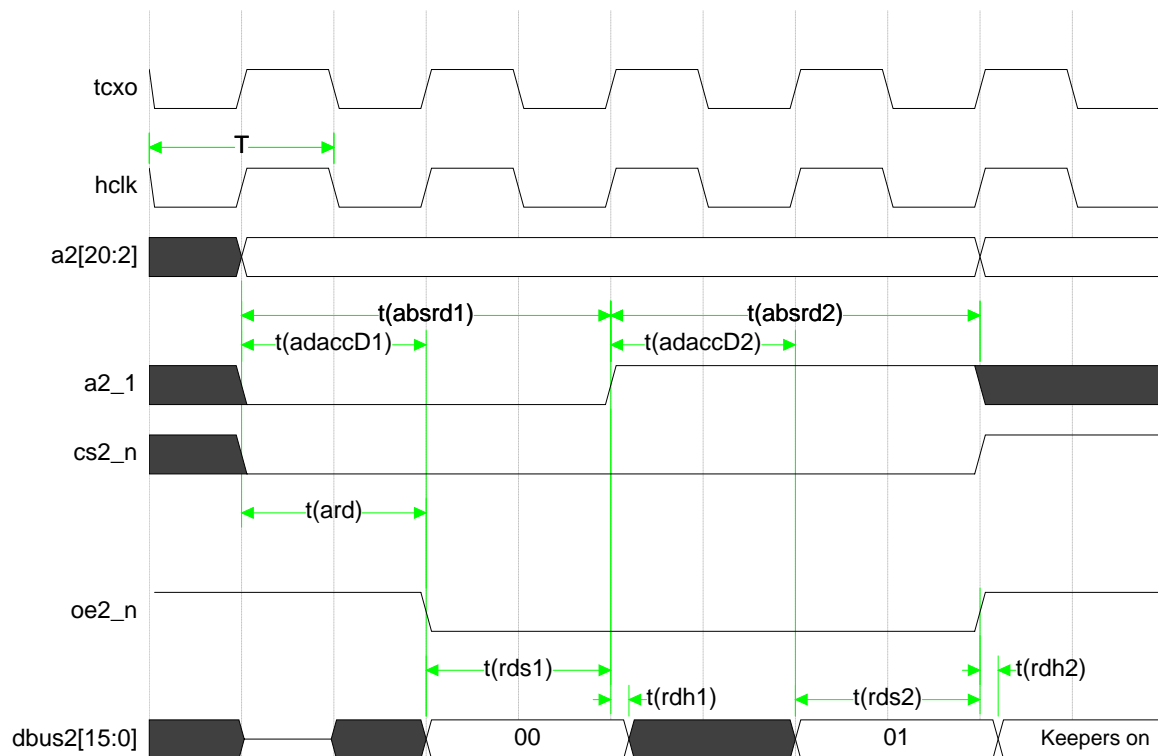 tcxo
T
hclk
a2[20:2]
t(absrd1) t(absrd2)
t(adaccD1) t(adaccD2)
a2_1
cs2_n
t(ard)
oe2_n
t(rds1) t(rdh1) t(rds2) t(rdh2)
dbus2[15:0] 00 01 Keepers on